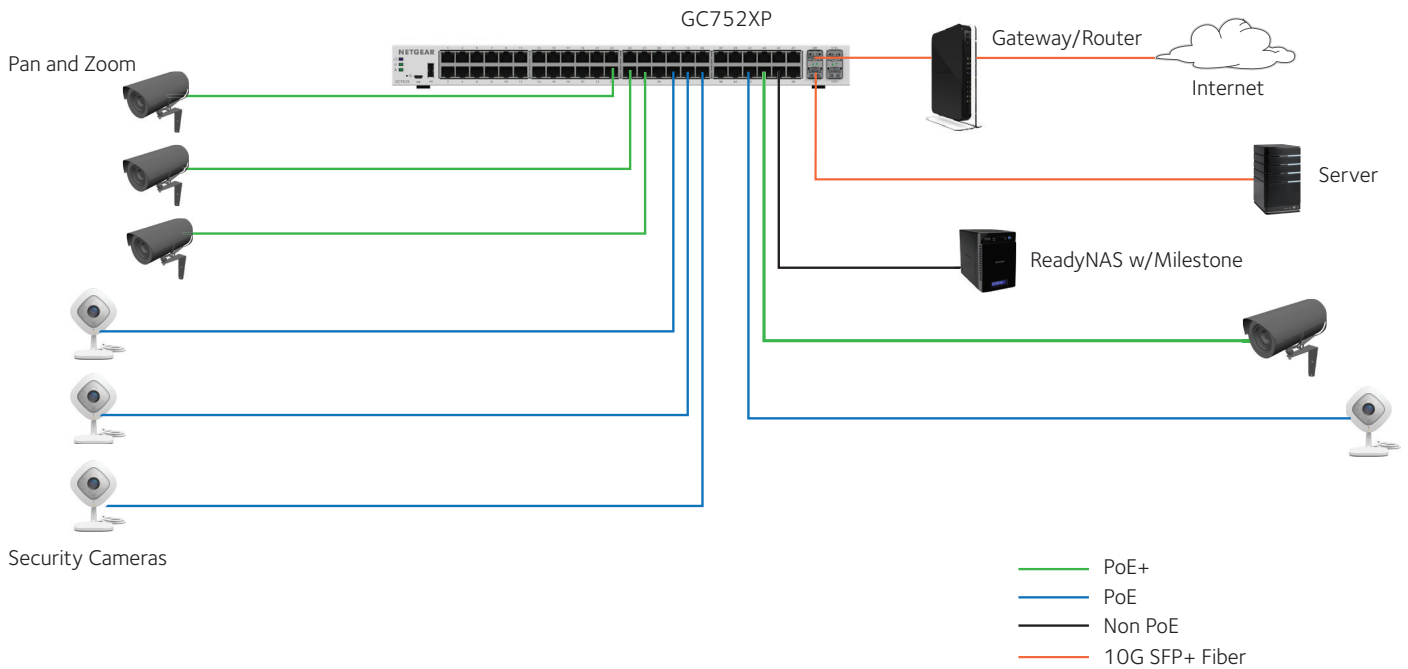 GC752XP
NETGEAR
Gateway/Router
Internet
Pan and Zoom
Server
ReadyNAS w/Milestone
Security Cameras
PoE+
PoE
Non PoE
10G SFP+ Fiber